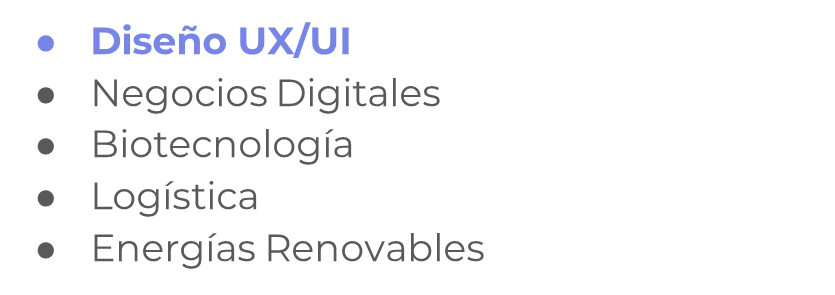 ● Diseño UX/UI
● Negocios Digitales
● Biotecnología
● Logística
● Energías Renovables